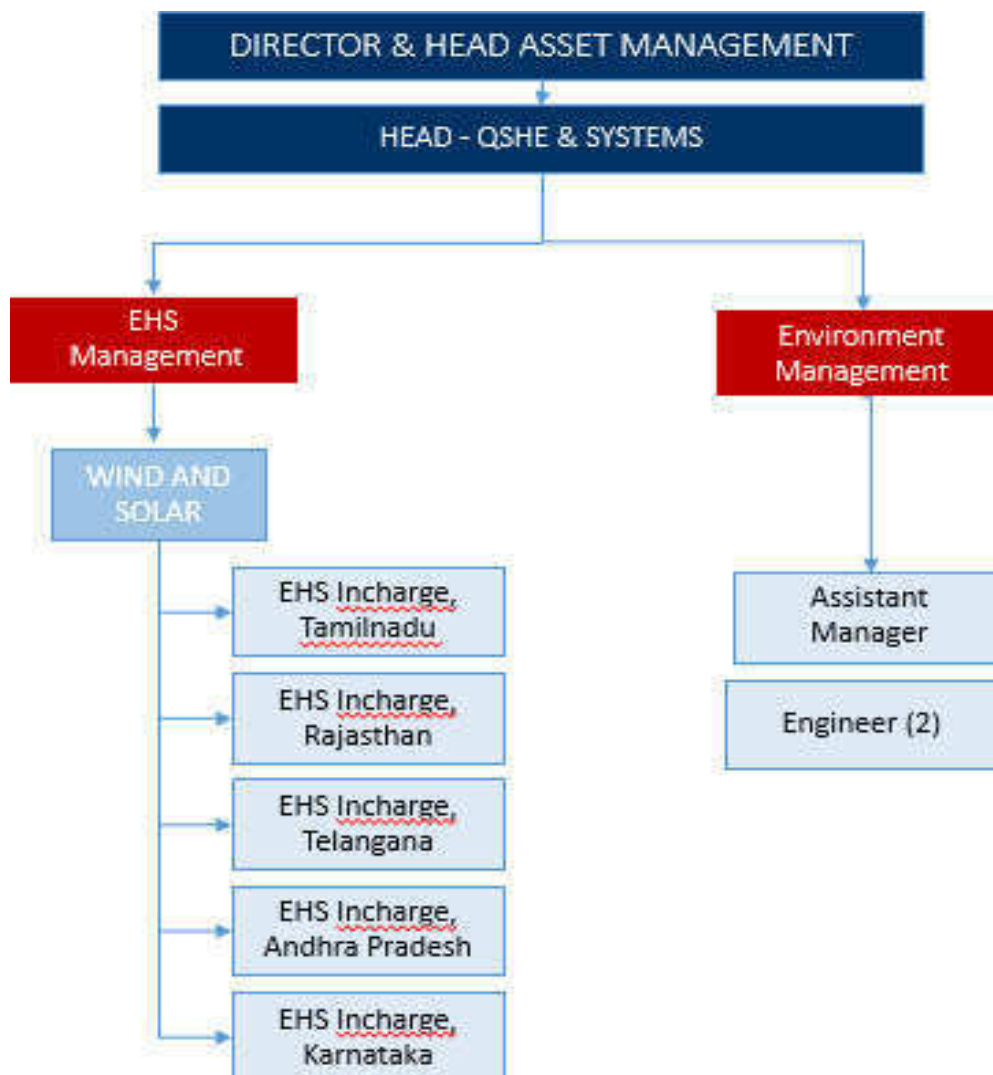 DIRECTOR & HEAD ASSET MANAGEMENT
HEAD - QSHE & SYSTEMS
EHS
Management
Environment
Management
WIND AND
SOLAR
EHS Incharge,
Tamilnadu
EHS Incharge,
Rajasthan
EHS Incharge,
Telangana
EHS Incharge,
Andhra Pradesh
EHS Incharge,
Karnataka
Assistant
Manager
Engineer (2)